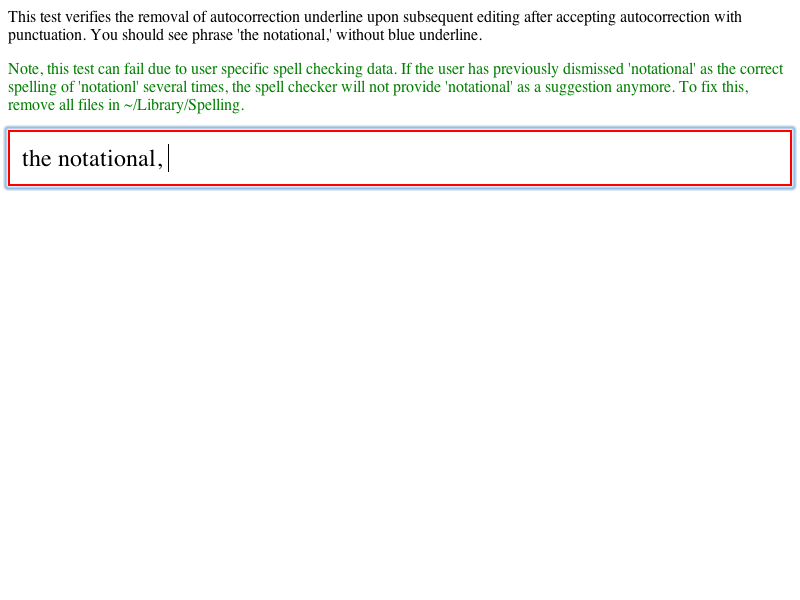 This test verifies the removal of autocorrection underline upon subsequent editing after accepting autocorrection with
punctuation. You should see phrase 'the notational,' without blue underline.
Note, this test can fail due to user specific spell checking data. If the user has previously dismissed 'notational' as the correct
spelling of 'notationl' several times, the spell checker will not provide 'notational' as a suggestion anymore. To fix this,
remove all files in ~/Library/Spelling.
the notational,